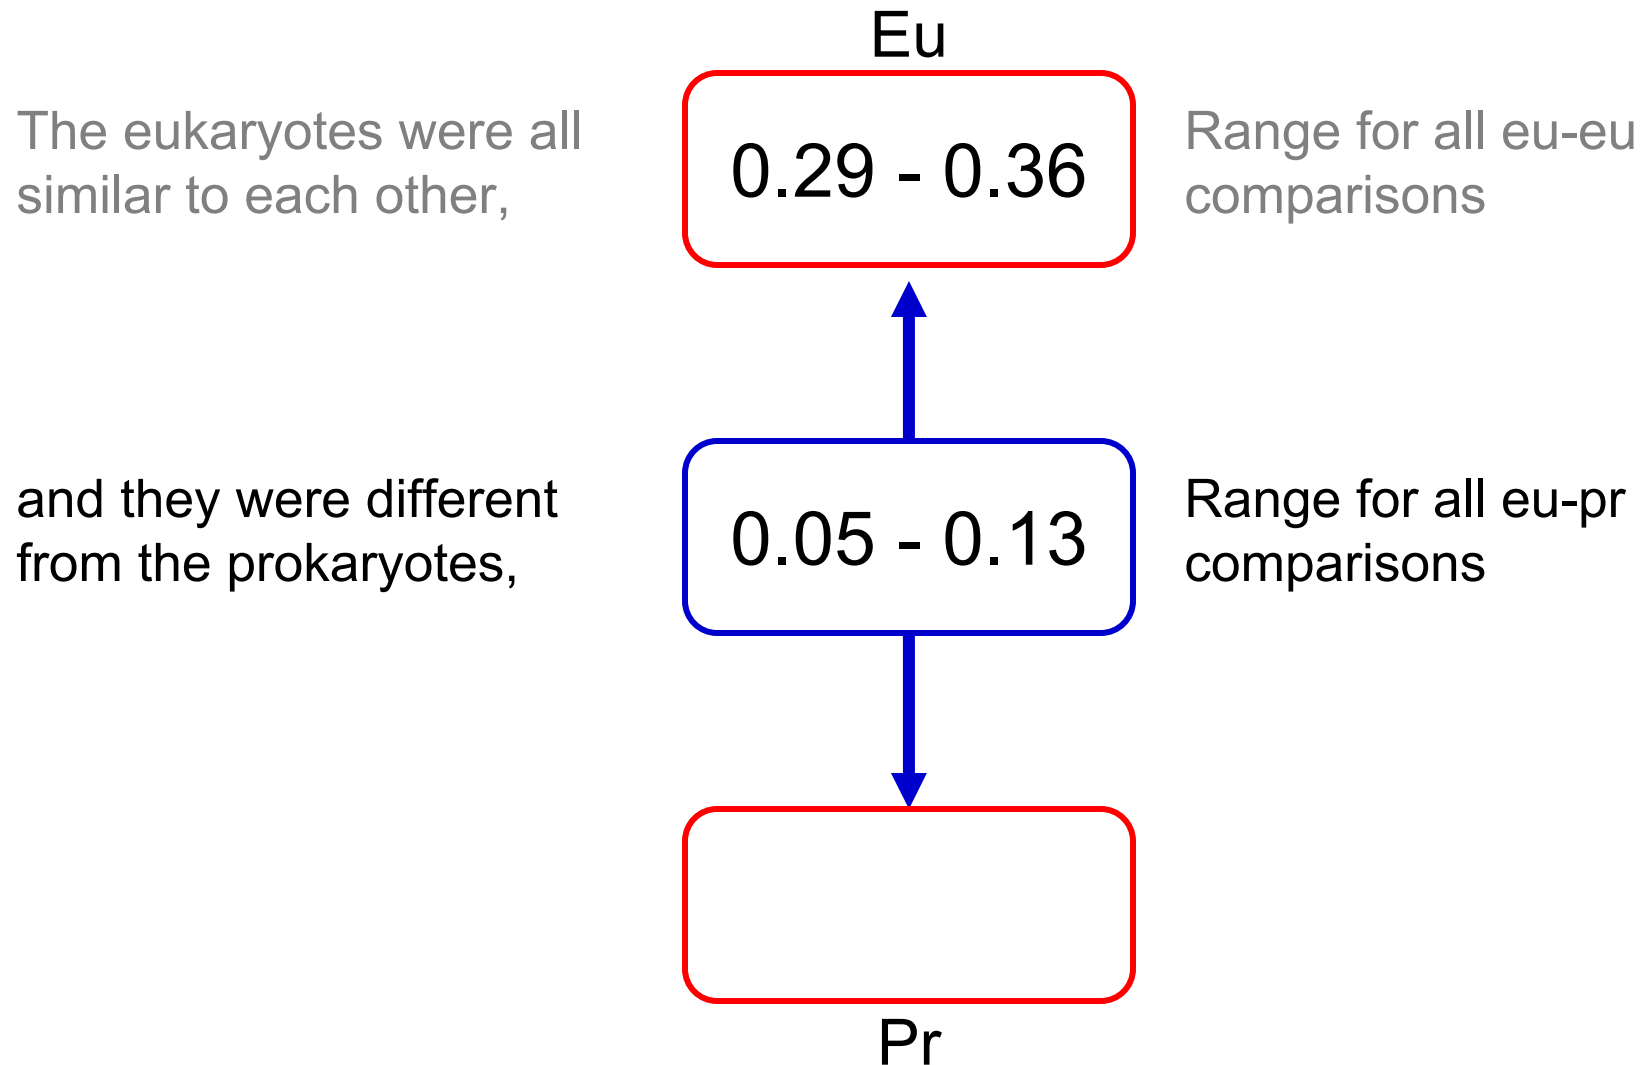 Eu
The eukaryotes were all
similar to each other,
0.29 - 0.36
Range for all eu-eu
comparisons
and they were different
from the prokaryotes,
0.05 - 0.13
Range for all eu-pr
comparisons
Pr